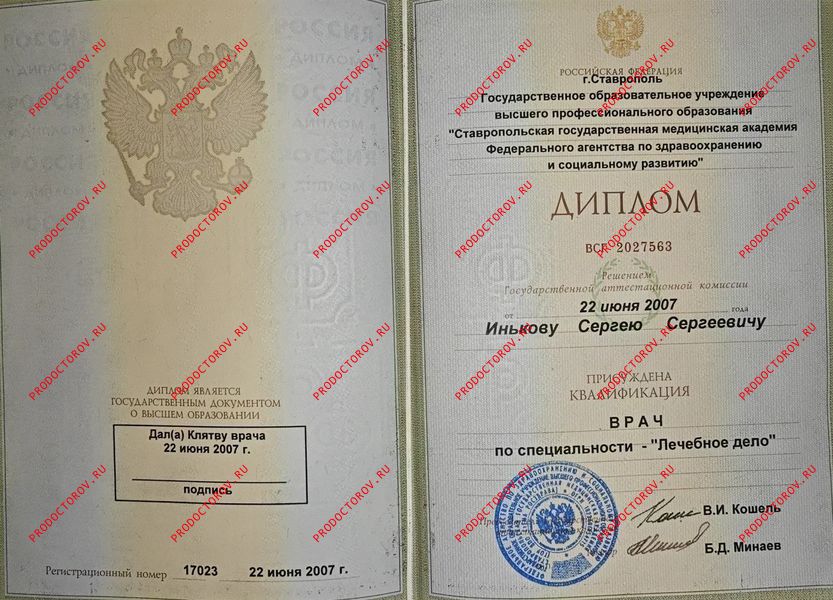 ДИПЛОМ ЯВЛЯЕТСЯ
ГОСУДАРСТВЕННЫМ ДОКУМЕНТОМ
О ВЫСШЕМ ОБРАЗОВАНИИ
Дал(а) Клятву врача
22 июня 2007 г.
подпись
Регистрационный номер 17023 22 июня 2007 г.
РОССИЙСКАЯ ФЕДЕРАЦИЯ
г.Ставрополь
Государственное образовательное учреждение
высшего профессионального образования
"Ставропольская государственная медицинская академия
Федерального агентства по здравоохранению
и социальному развитию"
ДИПЛОМ
ВСГ 2027563
Решением
Государственной аттестационной комиссии
от 22 июня 2007 года
Инькову Сергею Сергеевичу
ПРИСУЖДЕНА
КВАЛИФИКАЦИЯ
ВРАЧ
по специальности - "Лечебное дело"
В.И. Кошель
Б.Д. Минаев
PRODOCTOROV.RU